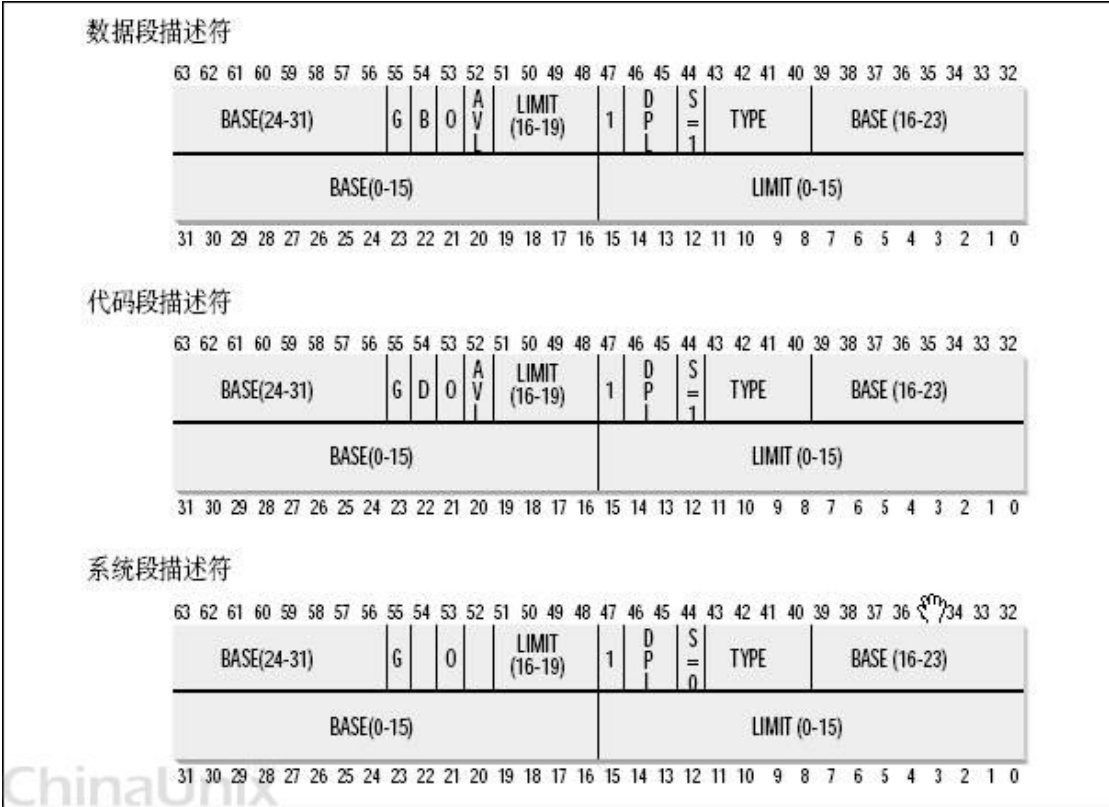 数据段描述符
63 62 61 60 59 58 57 56 55 54 53 52 51 50 49 48 47 46 45 44 43 42 41 40 39 38 37 36 35 34 33 32
BASE(24-31) G B 0 AVL LIMIT (16-19) 1 DPL S=1 TYPE BASE (16-23)
BASE(0-15) LIMIT (0-15)
31 30 29 28 27 26 25 24 23 22 21 20 19 18 17 16 15 14 13 12 11 10 9 8 7 6 5 4 3 2 1 0
代码段描述符
63 62 61 60 59 58 57 56 55 54 53 52 51 50 49 48 47 46 45 44 43 42 41 40 39 38 37 36 35 34 33 32
BASE(24-31) G D 0 AVL LIMIT (16-19) 1 DPL S=1 TYPE BASE (16-23)
BASE(0-15) LIMIT (0-15)
31 30 29 28 27 26 25 24 23 22 21 20 19 18 17 16 15 14 13 12 11 10 9 8 7 6 5 4 3 2 1 0
系统段描述符
63 62 61 60 59 58 57 56 55 54 53 52 51 50 49 48 47 46 45 44 43 42 41 40 39 38 37 36 34 33 32
BASE(24-31) G 0 LIMIT (16-19) 1 DPL S=0 TYPE BASE (16-23)
BASE(0-15) LIMIT (0-15)
31 30 29 28 27 26 25 24 23 22 21 20 19 18 17 16 15 14 13 12 11 10 9 8 7 6 5 4 3 2 1 0
ChinaUnix